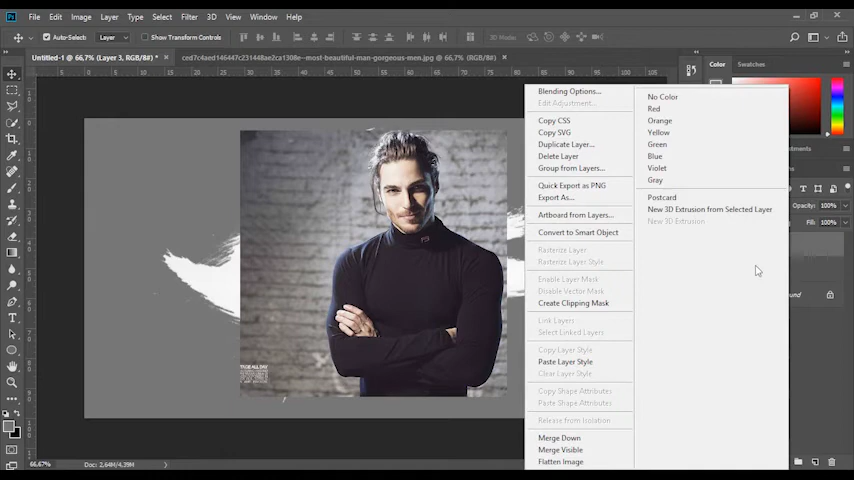 Ps File Edit Image Layer Type Select Filter 3D View Window Help
Auto-Select: Layer Show Transform Controls 3D Mode:
Untitled-1 @ 66,7% (Layer 3, RGB/8#) * × ced7c4aed146447c231448ae2ca1308e--most-beautiful-man-gorgeous-men.jpg @ 66,7% (RGB/8#) ×
Color Swatches
Blending Options...
Edit Adjustment...
Copy CSS
Copy SVG
Duplicate Layer...
Delete Layer
Group from Layers...
Quick Export as PNG
Export As...
Artboard from Layers...
Convert to Smart Object
Rasterize Layer
Rasterize Layer Style
Enable Layer Mask
Disable Vector Mask
Create Clipping Mask
Link Layers
Select Linked Layers
Copy Layer Style
Paste Layer Style
Clear Layer Style
Copy Shape Attributes
Paste Shape Attributes
Release from Isolation
Merge Down
Merge Visible
Flatten Image
No Color
Red
Orange
Yellow
Green
Blue
Violet
Gray
Postcard
New 3D Extrusion from Selected Layer
New 3D Extrusion
Opacity: 100%
Fill: 100%
66,67% Doc: 2,64M/4,39M